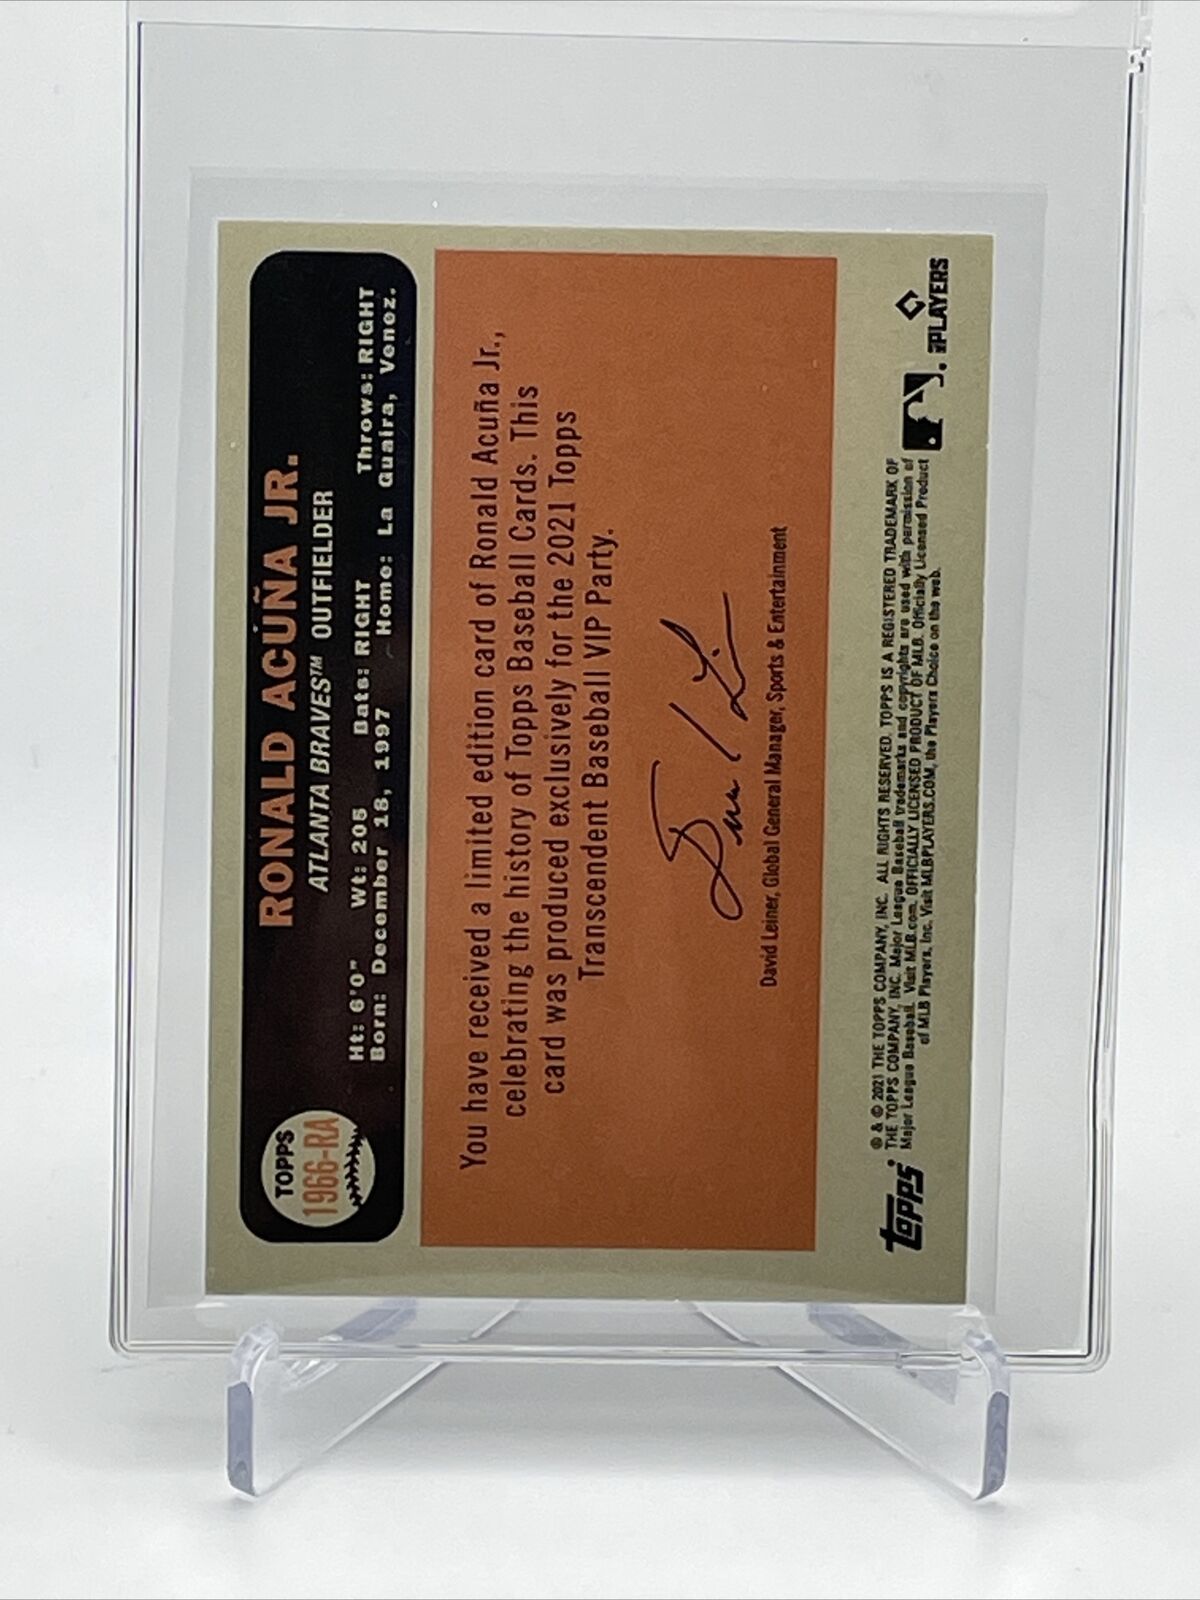 TOPPS
1966-RA
RONALD ACUÑA JR.
ATLANTA BRAVES™ OUTFIELDER
Ht: 6'0" Wt: 205 Bats: RIGHT Throws: RIGHT
Born: December 18, 1997 Home: La Guaira, Venez.
You have received a limited edition card of Ronald Acuña Jr.,
celebrating the history of Topps Baseball Cards. This
card was produced exclusively for the 2021 Topps
Transcendent Baseball VIP Party.
David Leiner, Global General Manager, Sports & Entertainment
topps
® & © 2021 THE TOPPS COMPANY, INC. ALL RIGHTS RESERVED. TOPPS IS A REGISTERED TRADEMARK OF
THE TOPPS COMPANY, INC. Major League Baseball trademarks and copyrights are used with permission of
Major League Baseball. Visit MLB.com. OFFICIALLY LICENSED PRODUCT OF MLB. Officially Licensed Product
of MLB Players, Inc. Visit MLBPLAYERS.COM, the Players Choice on the web.
PLAYERS